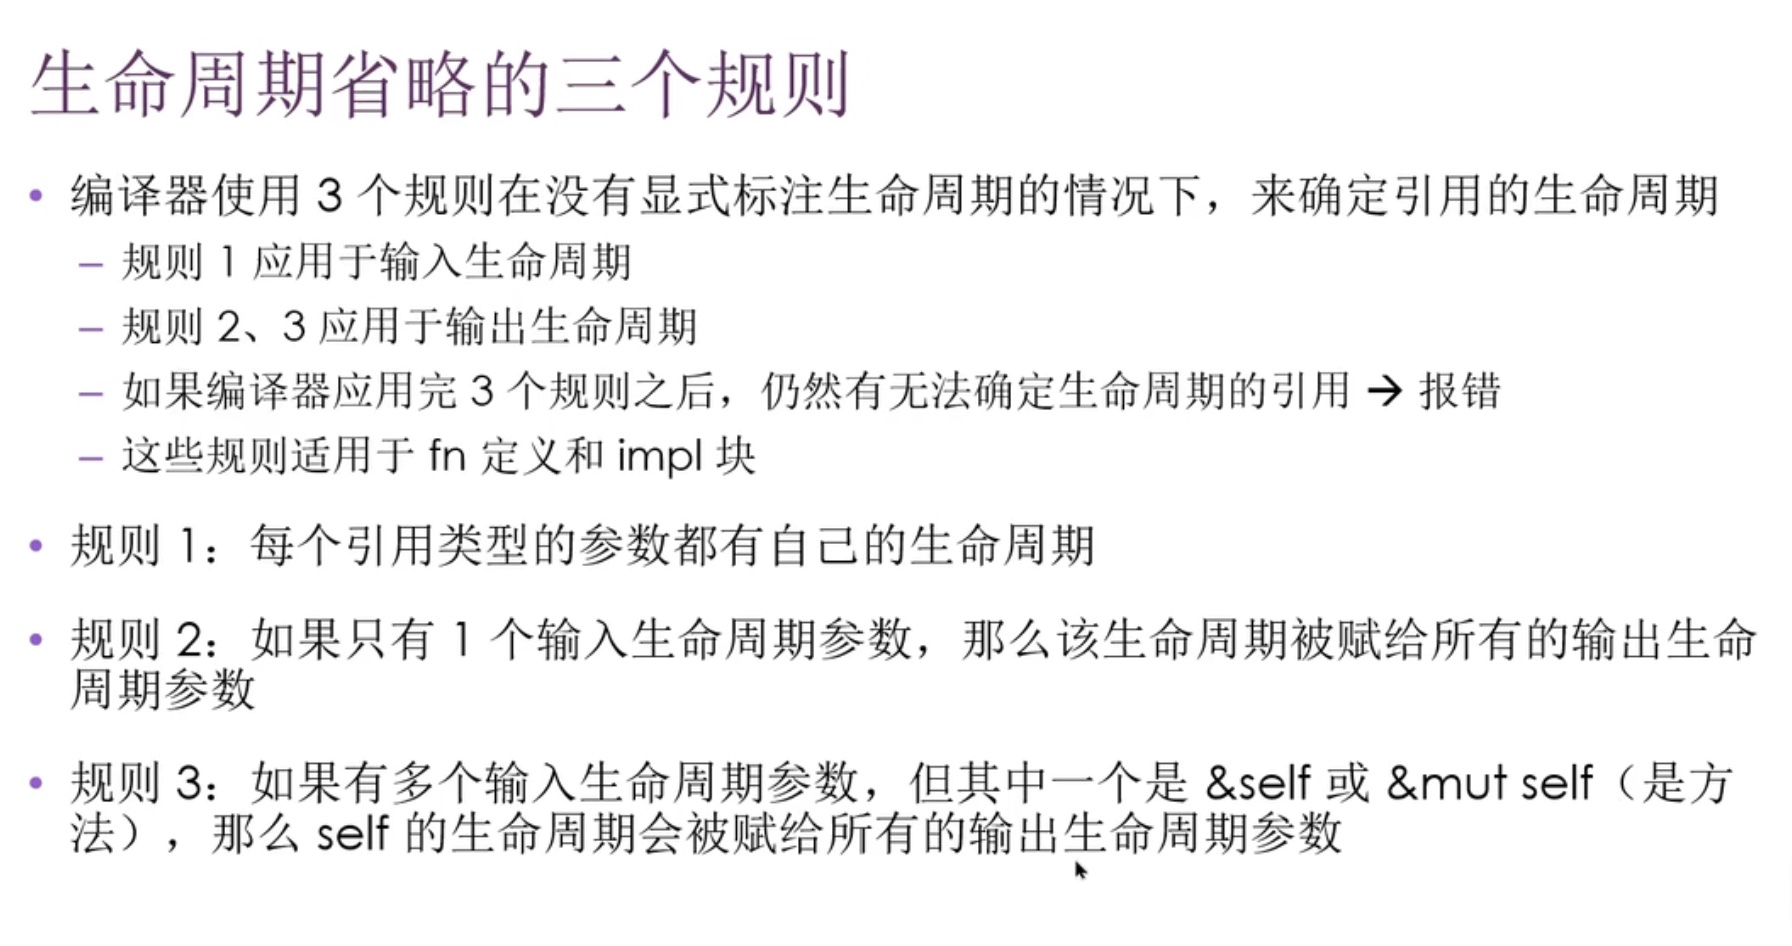 生命周期省略的三个规则
• 编译器使用 3 个规则在没有显式标注生命周期的情况下，来确定引用的生命周期
– 规则 1 应用于输入生命周期
– 规则 2、3 应用于输出生命周期
– 如果编译器应用完 3 个规则之后，仍然有无法确定生命周期的引用 → 报错
– 这些规则适用于 fn 定义和 impl 块
• 规则 1：每个引用类型的参数都有自己的生命周期
• 规则 2：如果只有 1 个输入生命周期参数，那么该生命周期被赋给所有的输出生命
周期参数
• 规则 3：如果有多个输入生命周期参数，但其中一个是 &self 或 &mut self（是方
法），那么 self 的生命周期会被赋给所有的输出生命周期参数